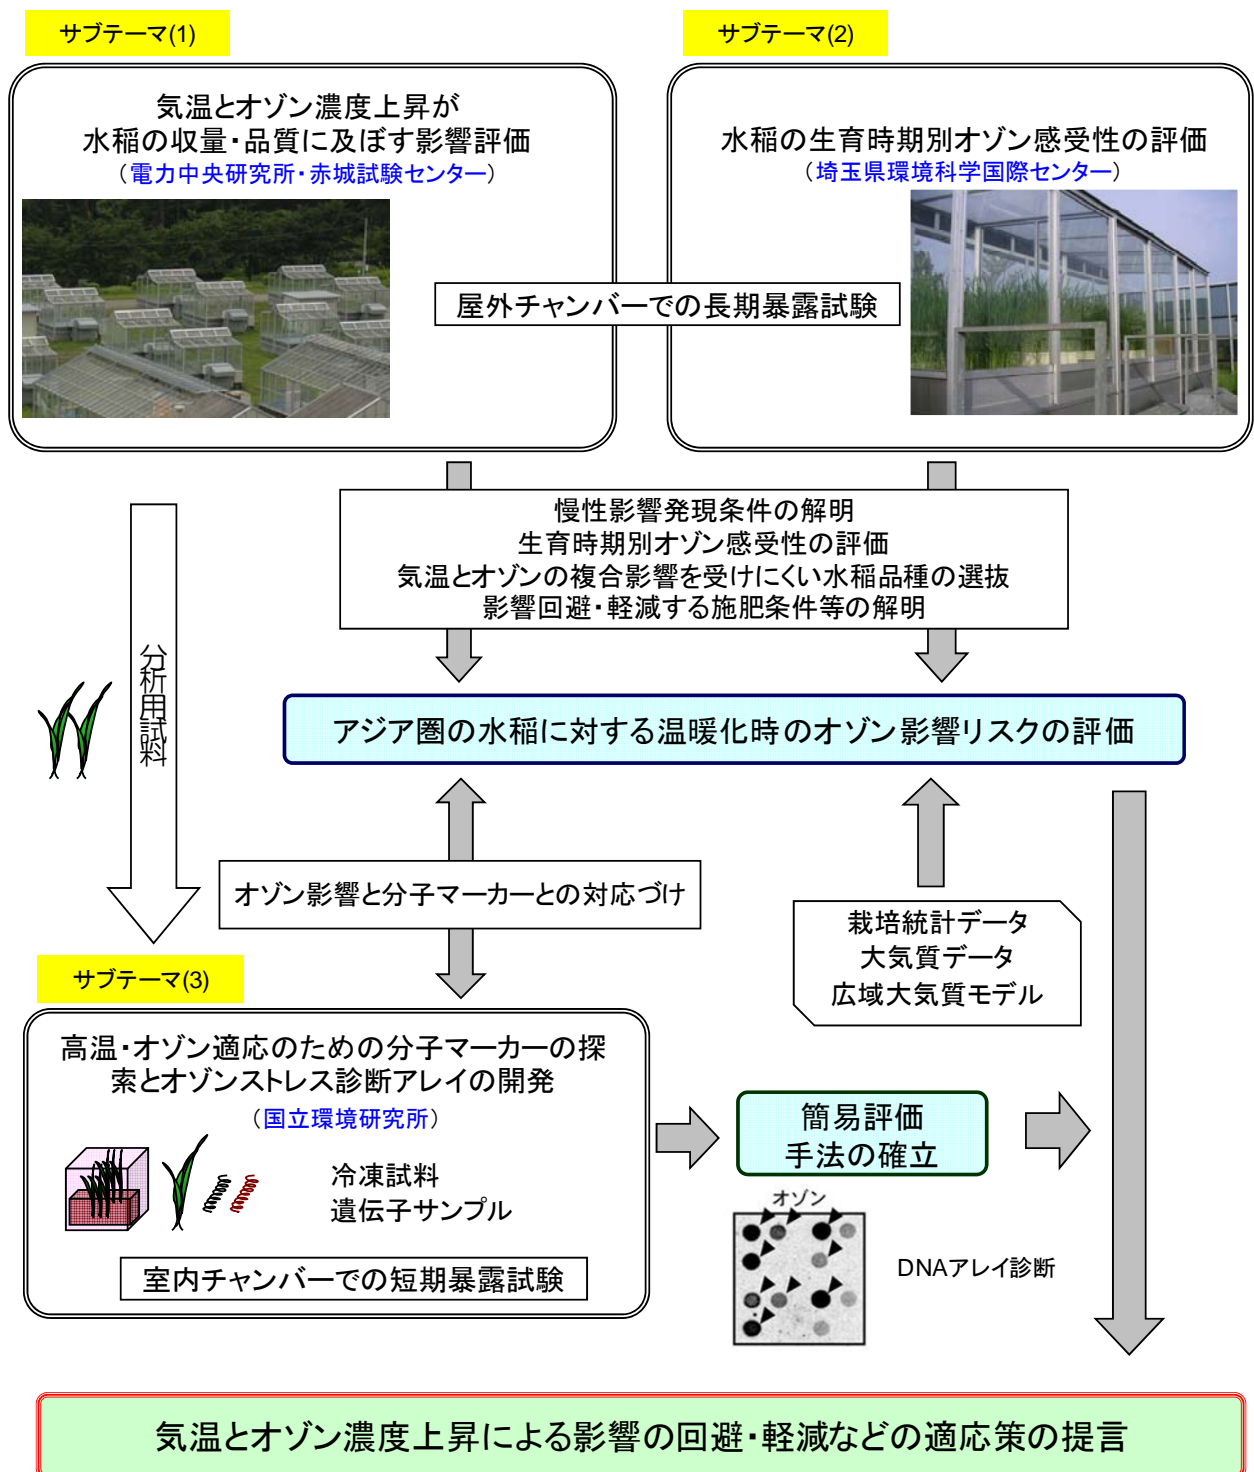 サブテーマ(1)
サブテーマ(2)
気温とオゾン濃度上昇が
水稲の収量・品質に及ぼす影響評価
（電力中央研究所・赤城試験センター）
水稲の生育時期別オゾン感受性の評価
（埼玉県環境科学国際センター）
屋外チャンバーでの長期暴露試験
慢性影響発現条件の解明
生育時期別オゾン感受性の評価
気温とオゾンの複合影響を受けにくい水稲品種の選抜
影響回避・軽減する施肥条件等の解明
分析用試料
アジア圏の水稲に対する温暖化時のオゾン影響リスクの評価
オゾン影響と分子マーカーとの対応づけ
栽培統計データ
大気質データ
広域大気質モデル
サブテーマ(3)
高温・オゾン適応のための分子マーカーの探
索とオゾンストレス診断アレイの開発
（国立環境研究所）
冷凍試料
遺伝子サンプル
室内チャンバーでの短期暴露試験
簡易評価
手法の確立
オゾン
DNAアレイ診断
気温とオゾン濃度上昇による影響の回避・軽減などの適応策の提言